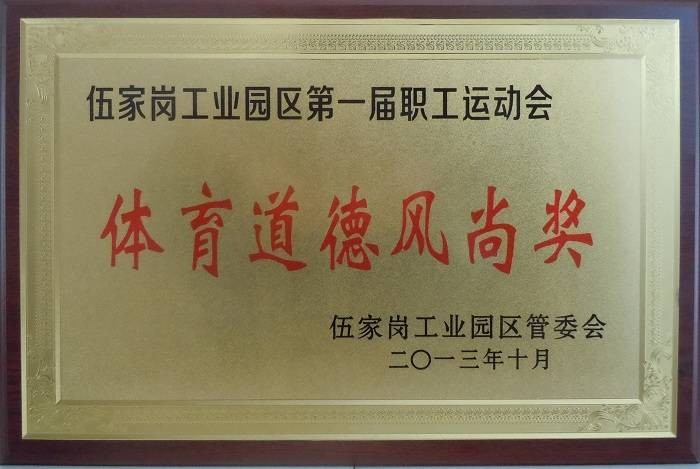 伍家岗工业园区第一届职工运动会
体育道德风尚奖
伍家岗工业园区管委会
二〇一三年十月